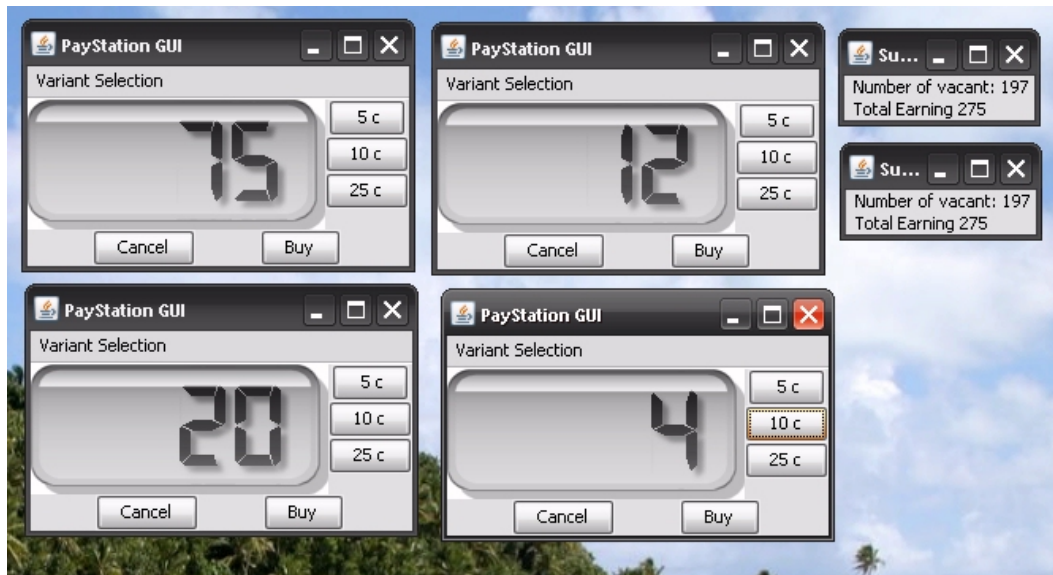 PayStation GUI
Variant Selection
75
5 c
10 c
25 c
Cancel
Buy
PayStation GUI
Variant Selection
12
5 c
10 c
25 c
Cancel
Buy
Su...
Number of vacant: 197
Total Earning 275
Su...
Number of vacant: 197
Total Earning 275
PayStation GUI
Variant Selection
20
5 c
10 c
25 c
Cancel
Buy
PayStation GUI
Variant Selection
4
5 c
10 c
25 c
Cancel
Buy